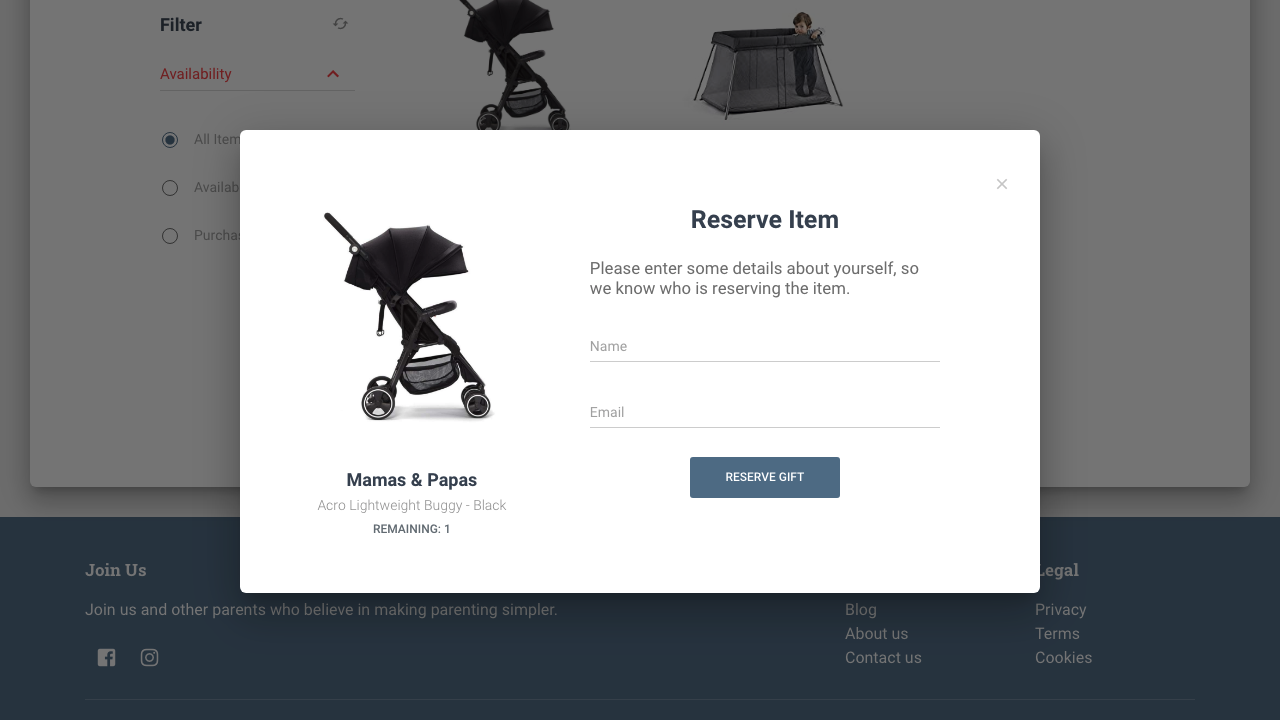 Filter
Availability
All Item
Availab
Purcha
Reserve Item
Please enter some details about yourself, so
we know who is reserving the item.
Name
Email
RESERVE GIFT
Mamas & Papas
Acro Lightweight Buggy - Black
REMAINING: 1
Join Us
Join us and other parents who believe in making parenting simpler.
Blog
About us
Contact us
Legal
Privacy
Terms
Cookies